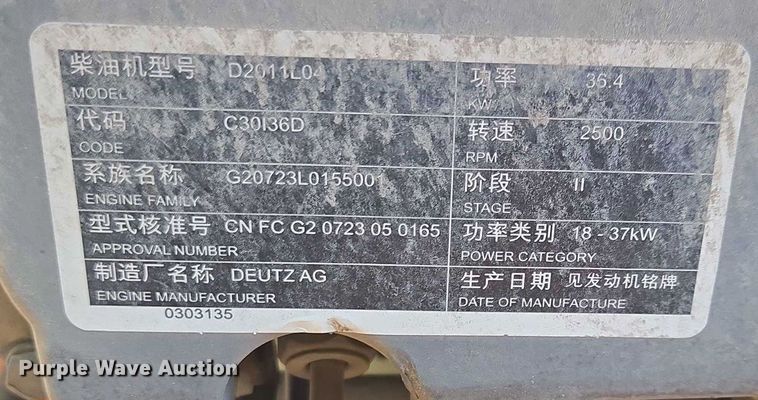 柴油机型号 D2011L04 功率 36.4
MODEL KW
代码 C30I36D 转速 2500
CODE RPM
系族名称 G20723L0155001 阶段 II
ENGINE FAMILY STAGE
型式核准号 CN FC G2 0723 05 0165 功率类别 18 - 37kW
APPROVAL NUMBER POWER CATEGORY
制造厂名称 DEUTZ AG 生产日期 见发动机铭牌
ENGINE MANUFACTURER DATE OF MANUFACTURE
0303135
Purple Wave Auction